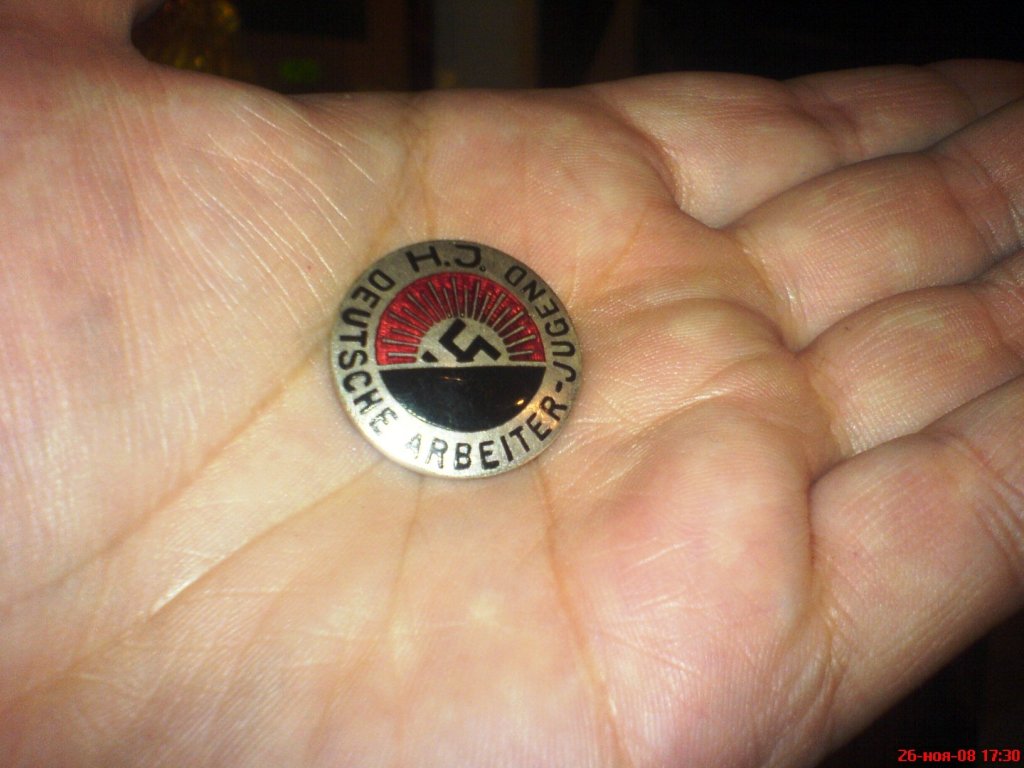 H.J.
DEUTSCHE ARBEITER-JUGEND
26-ноя-08 17:30